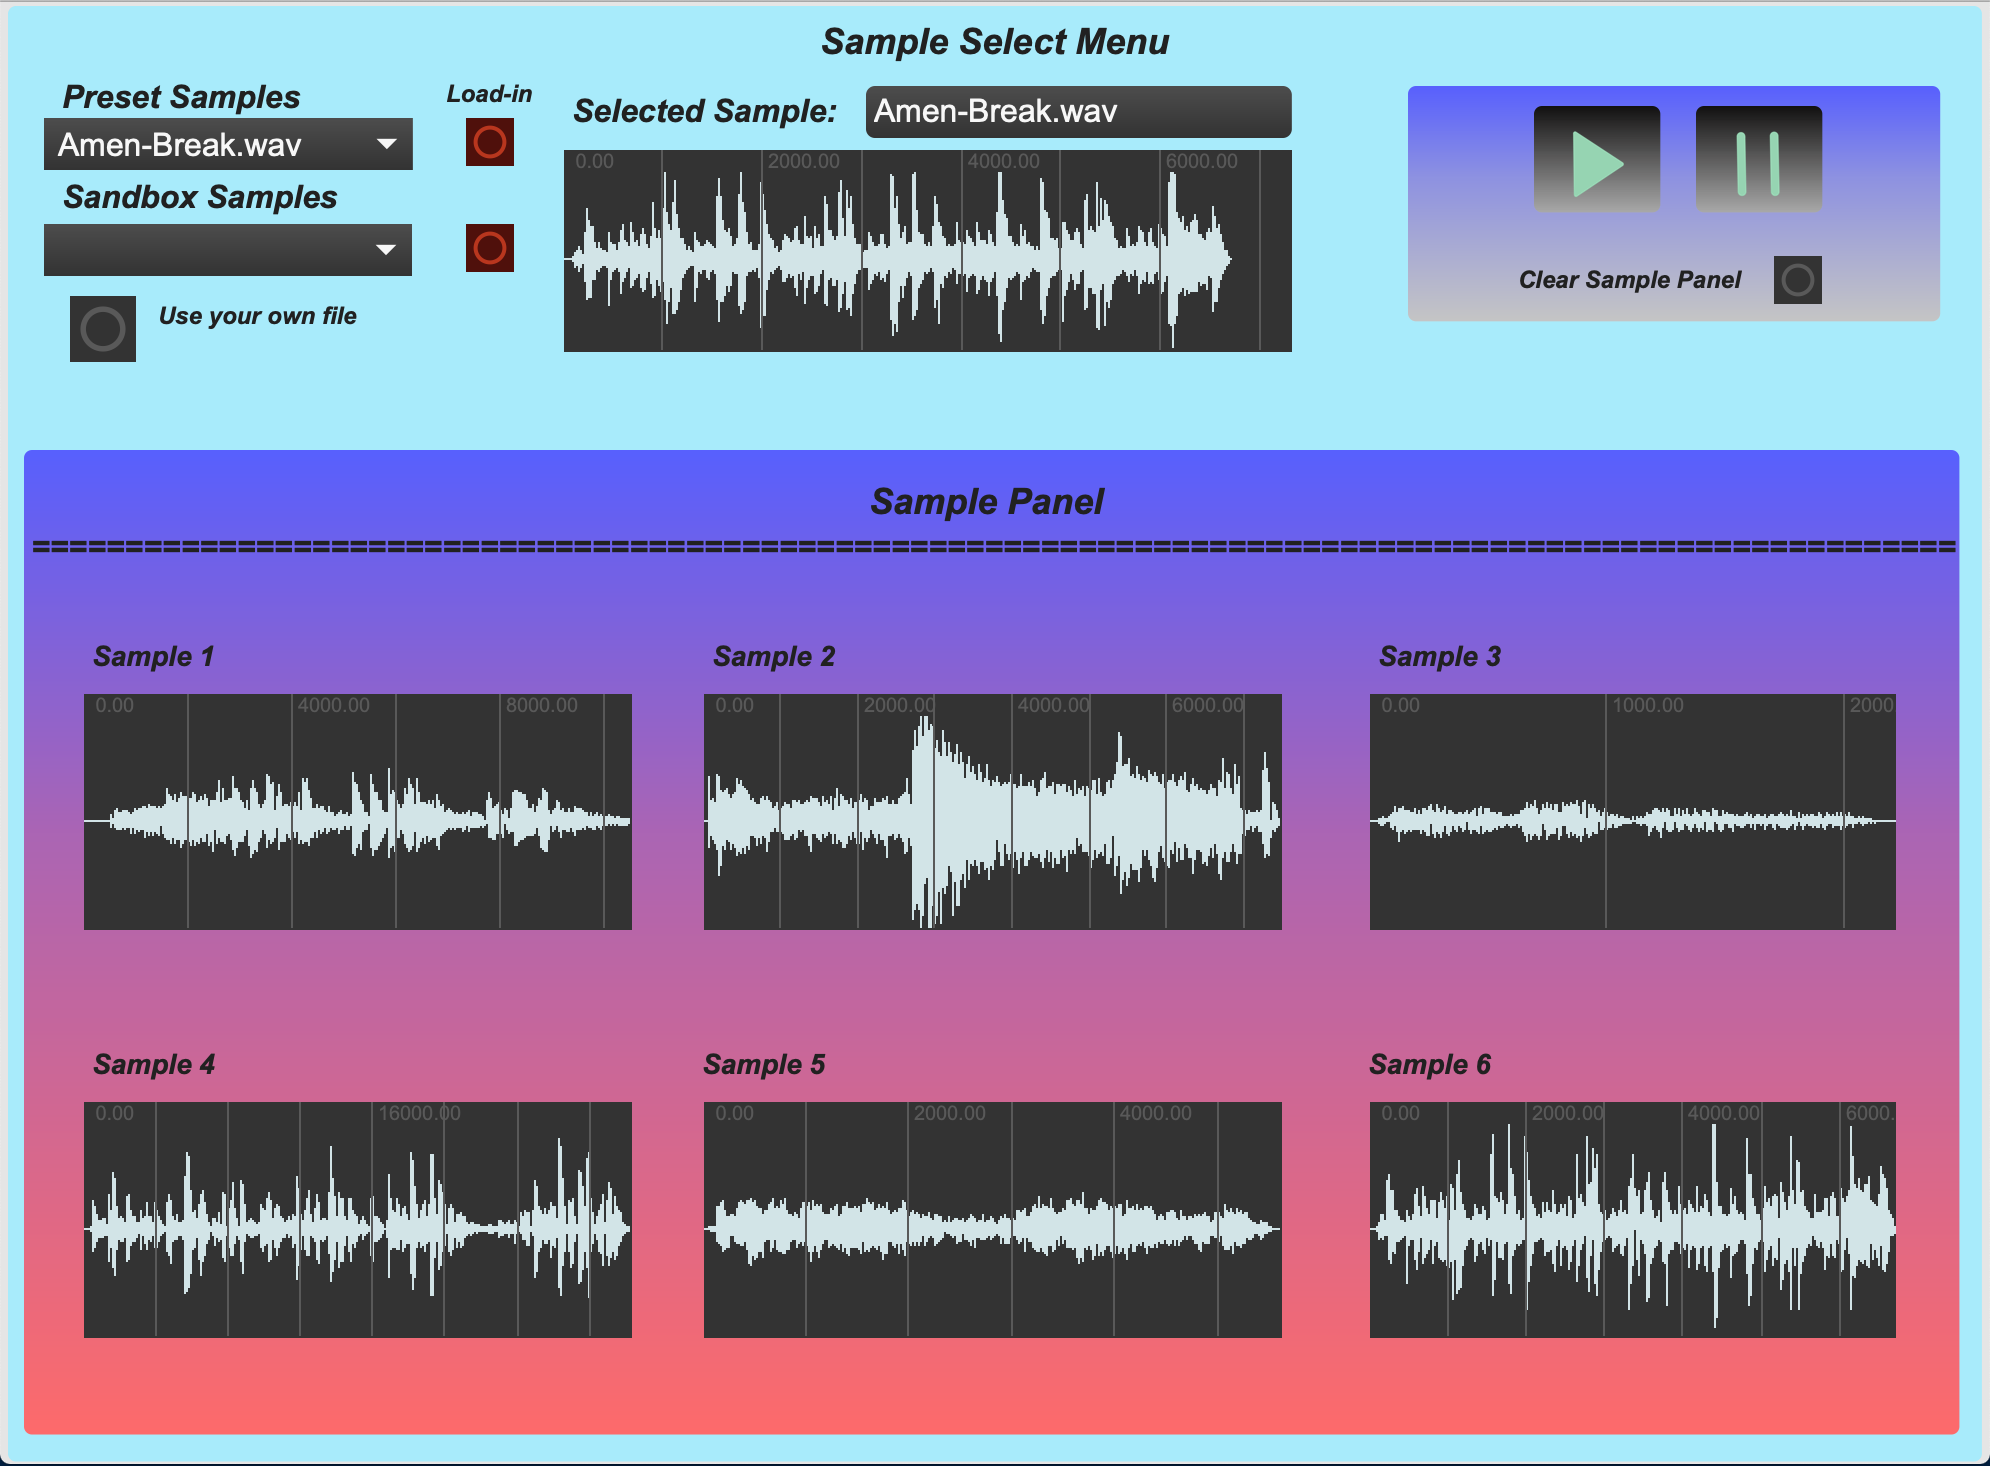 Sample Select Menu
Preset Samples
Load-in
Amen-Break.wav
Sandbox Samples
Use your own file
Selected Sample:
Amen-Break.wav
0.00 2000.00 4000.00 6000.00
Clear Sample Panel
Sample Panel
Sample 1
0.00 4000.00 8000.00
Sample 2
0.00 2000.00 4000.00 6000.00
Sample 3
0.00 1000.00 2000
Sample 4
0.00 16000.00
Sample 5
0.00 2000.00 4000.00
Sample 6
0.00 2000.00 4000.00 6000.